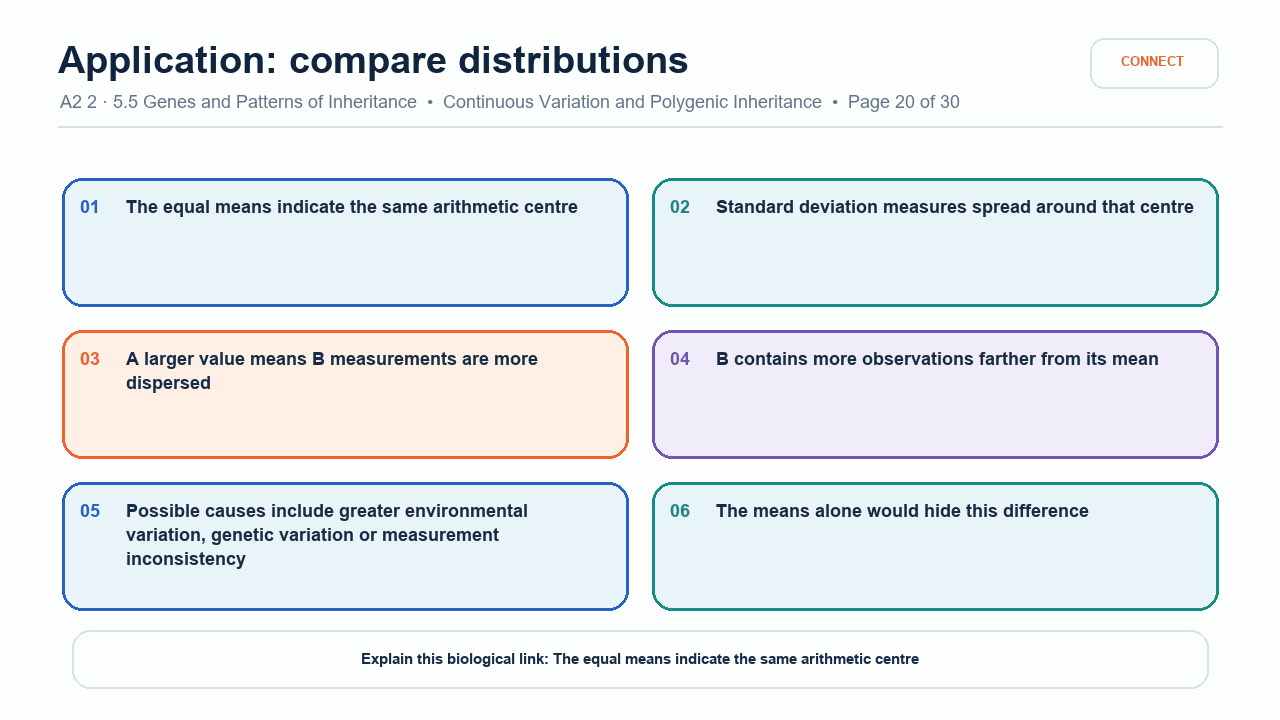 Application: compare distributions
CONNECT
A2 2 · 5.5 Genes and Patterns of Inheritance • Continuous Variation and Polygenic Inheritance • Page 20 of 30
01 The equal means indicate the same arithmetic centre
02 Standard deviation measures spread around that centre
03 A larger value means B measurements are more
dispersed
04 B contains more observations farther from its mean
05 Possible causes include greater environmental
variation, genetic variation or measurement
inconsistency
06 The means alone would hide this difference
Explain this biological link: The equal means indicate the same arithmetic centre